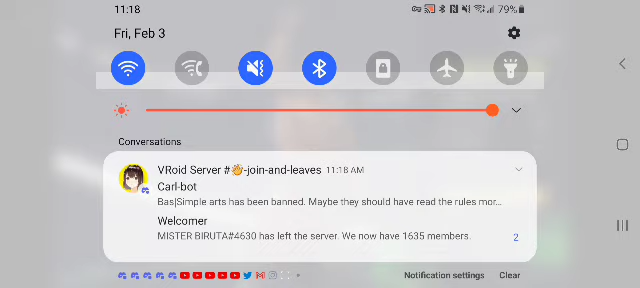 11:18
79%
Fri, Feb 3
Conversations
VRoid Server #👋-join-and-leaves 11:18 AM
Carl-bot
Bas|Simple arts has been banned. Maybe they should have read the rules mor...
Welcomer
MISTER BIRUTA#4630 has left the server. We now have 1635 members.
2
Notification settings Clear